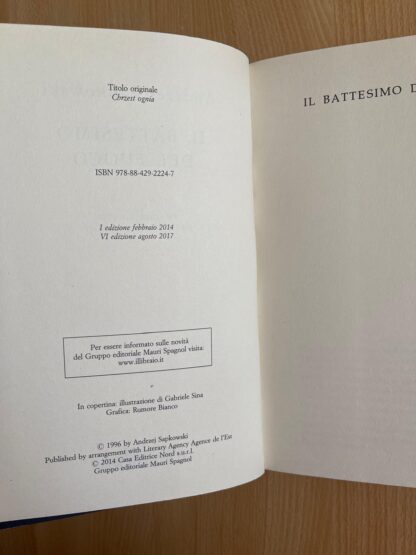 Titolo originale
Chrzest ognia
ISBN 978-88-429-2224-7
I edizione febbraio 2014
VI edizione agosto 2017
Per essere informato sulle novità
del Gruppo editoriale Mauri Spagnol visita:
www.illibraio.it
In copertina: illustrazione di Gabriele Sina
Grafica: Rumore Bianco
© 1996 by Andrzej Sapkowski
Published by arrangement with Literary Agency Agence de l'Est
© 2014 Casa Editrice Nord s.u.r.l.
Gruppo editoriale Mauri Spagnol
IL BATTESIMO D